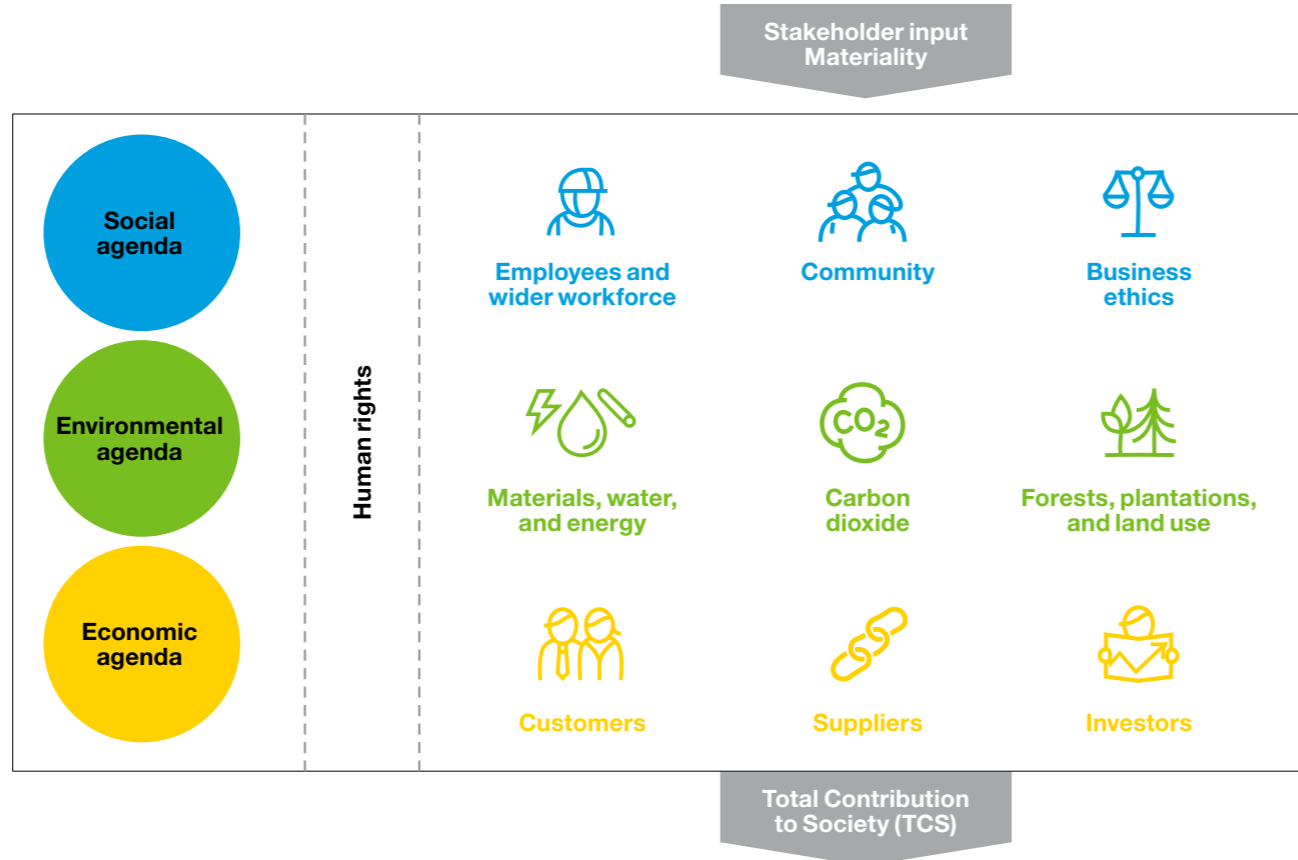 Stakeholder input
Materiality
Social
agenda
Employees and
wider workforce
Community
Business
ethics
Human rights
Environmental
agenda
CO₂
Materials, water,
and energy
Carbon
dioxide
Forests, plantations,
and land use
Economic
agenda
Customers
Suppliers
Investors
Total Contribution
to Society (TCS)